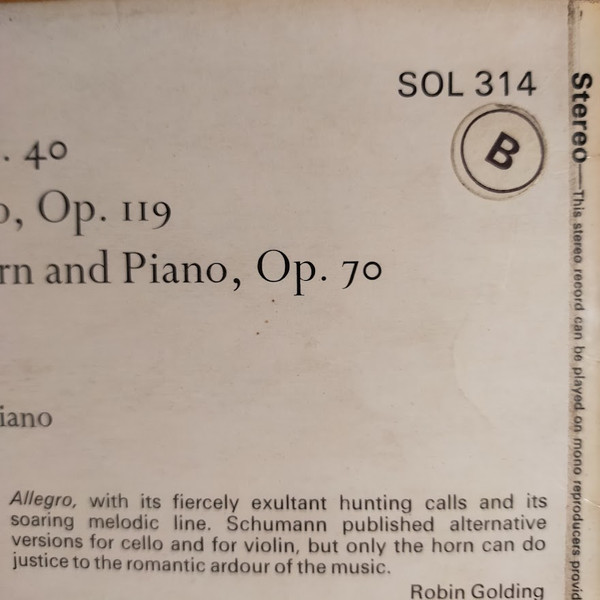 SOL 314
B
. 40
o, Op. 119
rn and Piano, Op. 70
iano
Allegro, with its fiercely exultant hunting calls and its
soaring melodic line. Schumann published alternative
versions for cello and for violin, but only the horn can do
justice to the romantic ardour of the music.
Robin Golding
Stereo—This stereo record can be played on mono reproducers provid